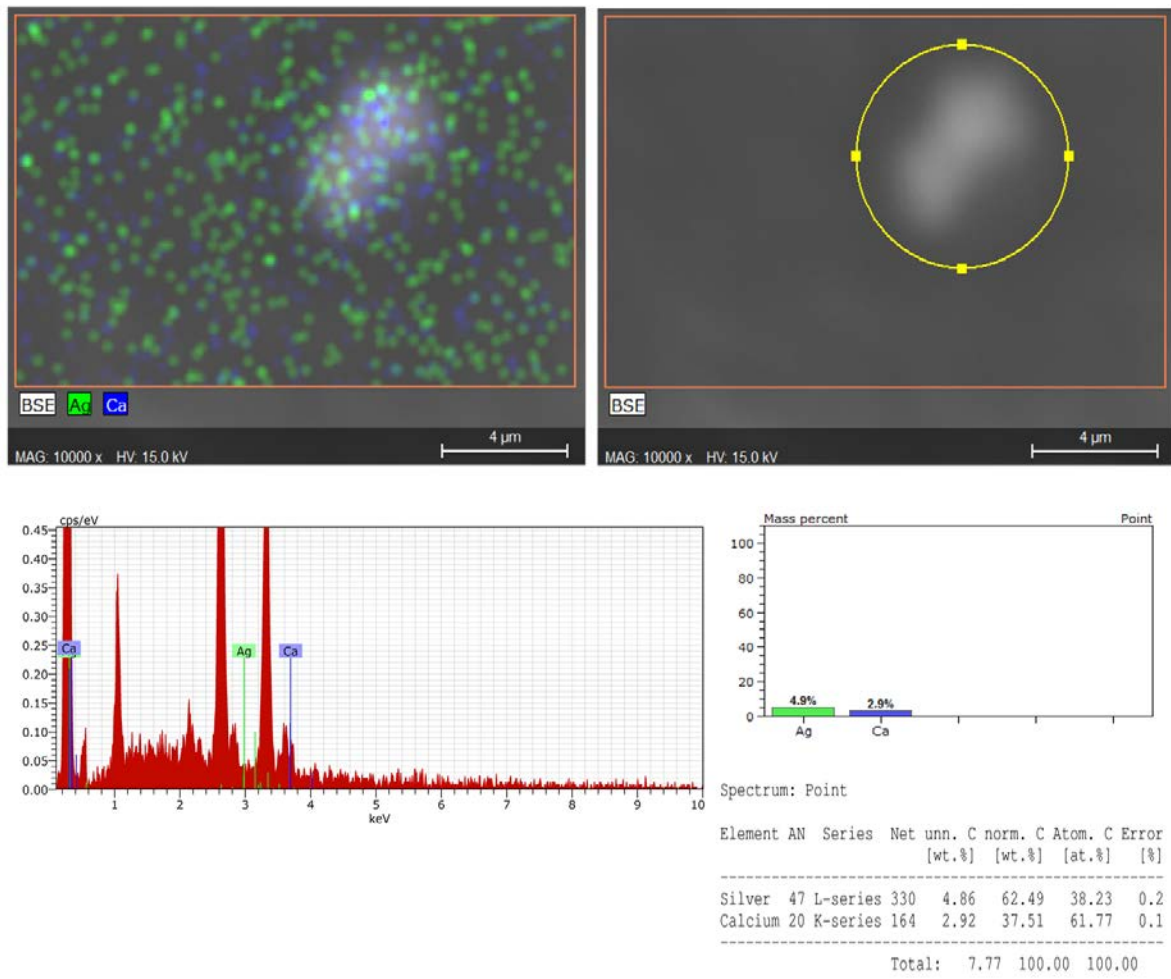 BSE Ag Ca
4 µm
MAG: 10000 x HV: 15.0 kV
BSE
4 µm
MAG: 10000 x HV: 15.0 kV
cps/eV
0.45
0.40
0.35
0.30
0.25
0.20
0.15
0.10
0.05
0.00
Ca
Ag
Ca
1 2 3 4 5 6 7 8 9 10
keV
Mass percent Point
100
80
60
40
20
0
4.9% 2.9%
Ag Ca
Spectrum: Point
Element AN Series Net unn. C norm. C Atom. C Error
[wt.%] [wt.%] [at.%] [%]
Silver 47 L-series 330 4.86 62.49 38.23 0.2
Calcium 20 K-series 164 2.92 37.51 61.77 0.1
Total: 7.77 100.00 100.00